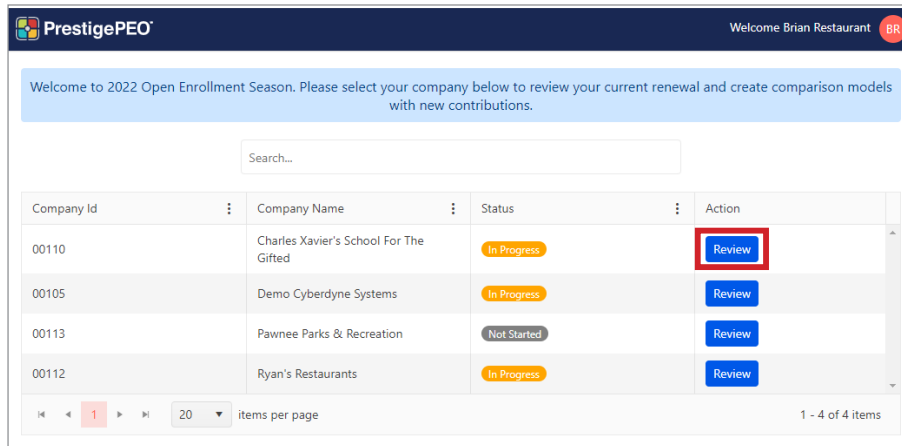 PrestigePEO
Welcome Brian Restaurant BR
Welcome to 2022 Open Enrollment Season. Please select your company below to review your current renewal and create comparison models
with new contributions.
Search...
Company Id Company Name Status Action
00110 Charles Xavier's School For The
Gifted In Progress Review
00105 Demo Cyberdyne Systems In Progress Review
00113 Pawnee Parks & Recreation Not Started Review
00112 Ryan's Restaurants In Progress Review
1 20 items per page 1 - 4 of 4 items